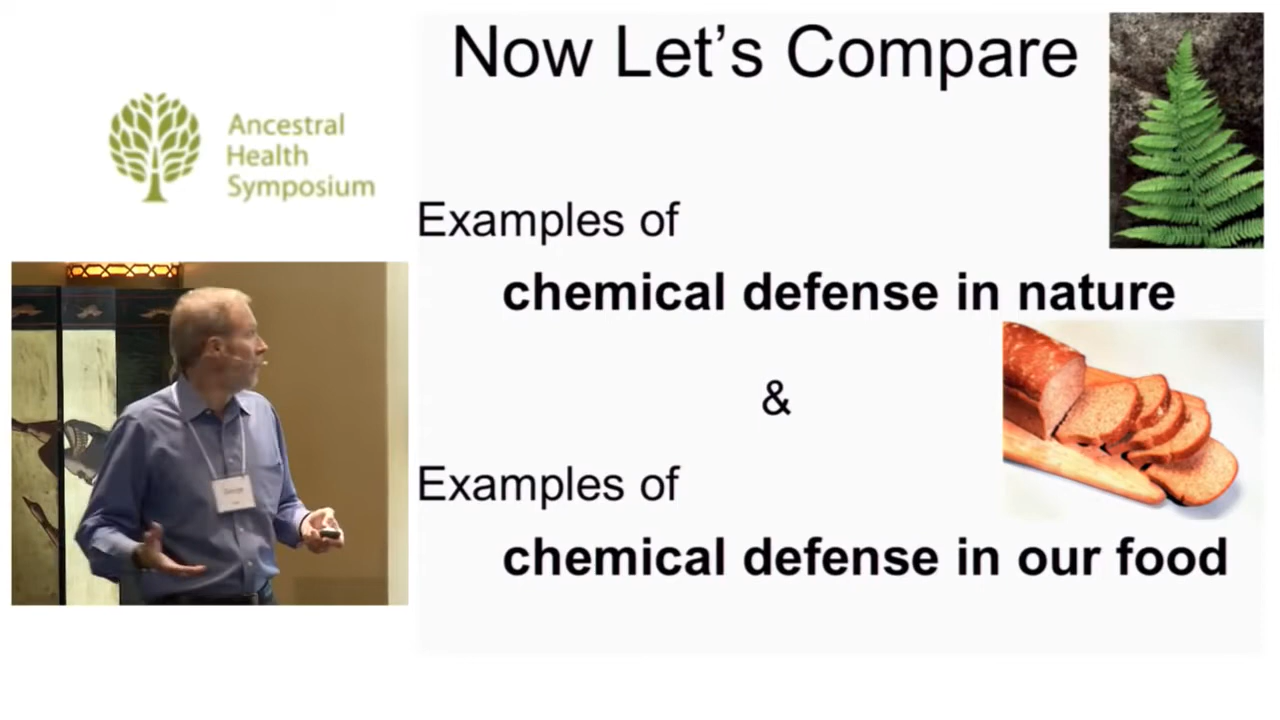 Now Let's Compare
Ancestral
Health
Symposium
Examples of
chemical defense in nature
&
Examples of
chemical defense in our food